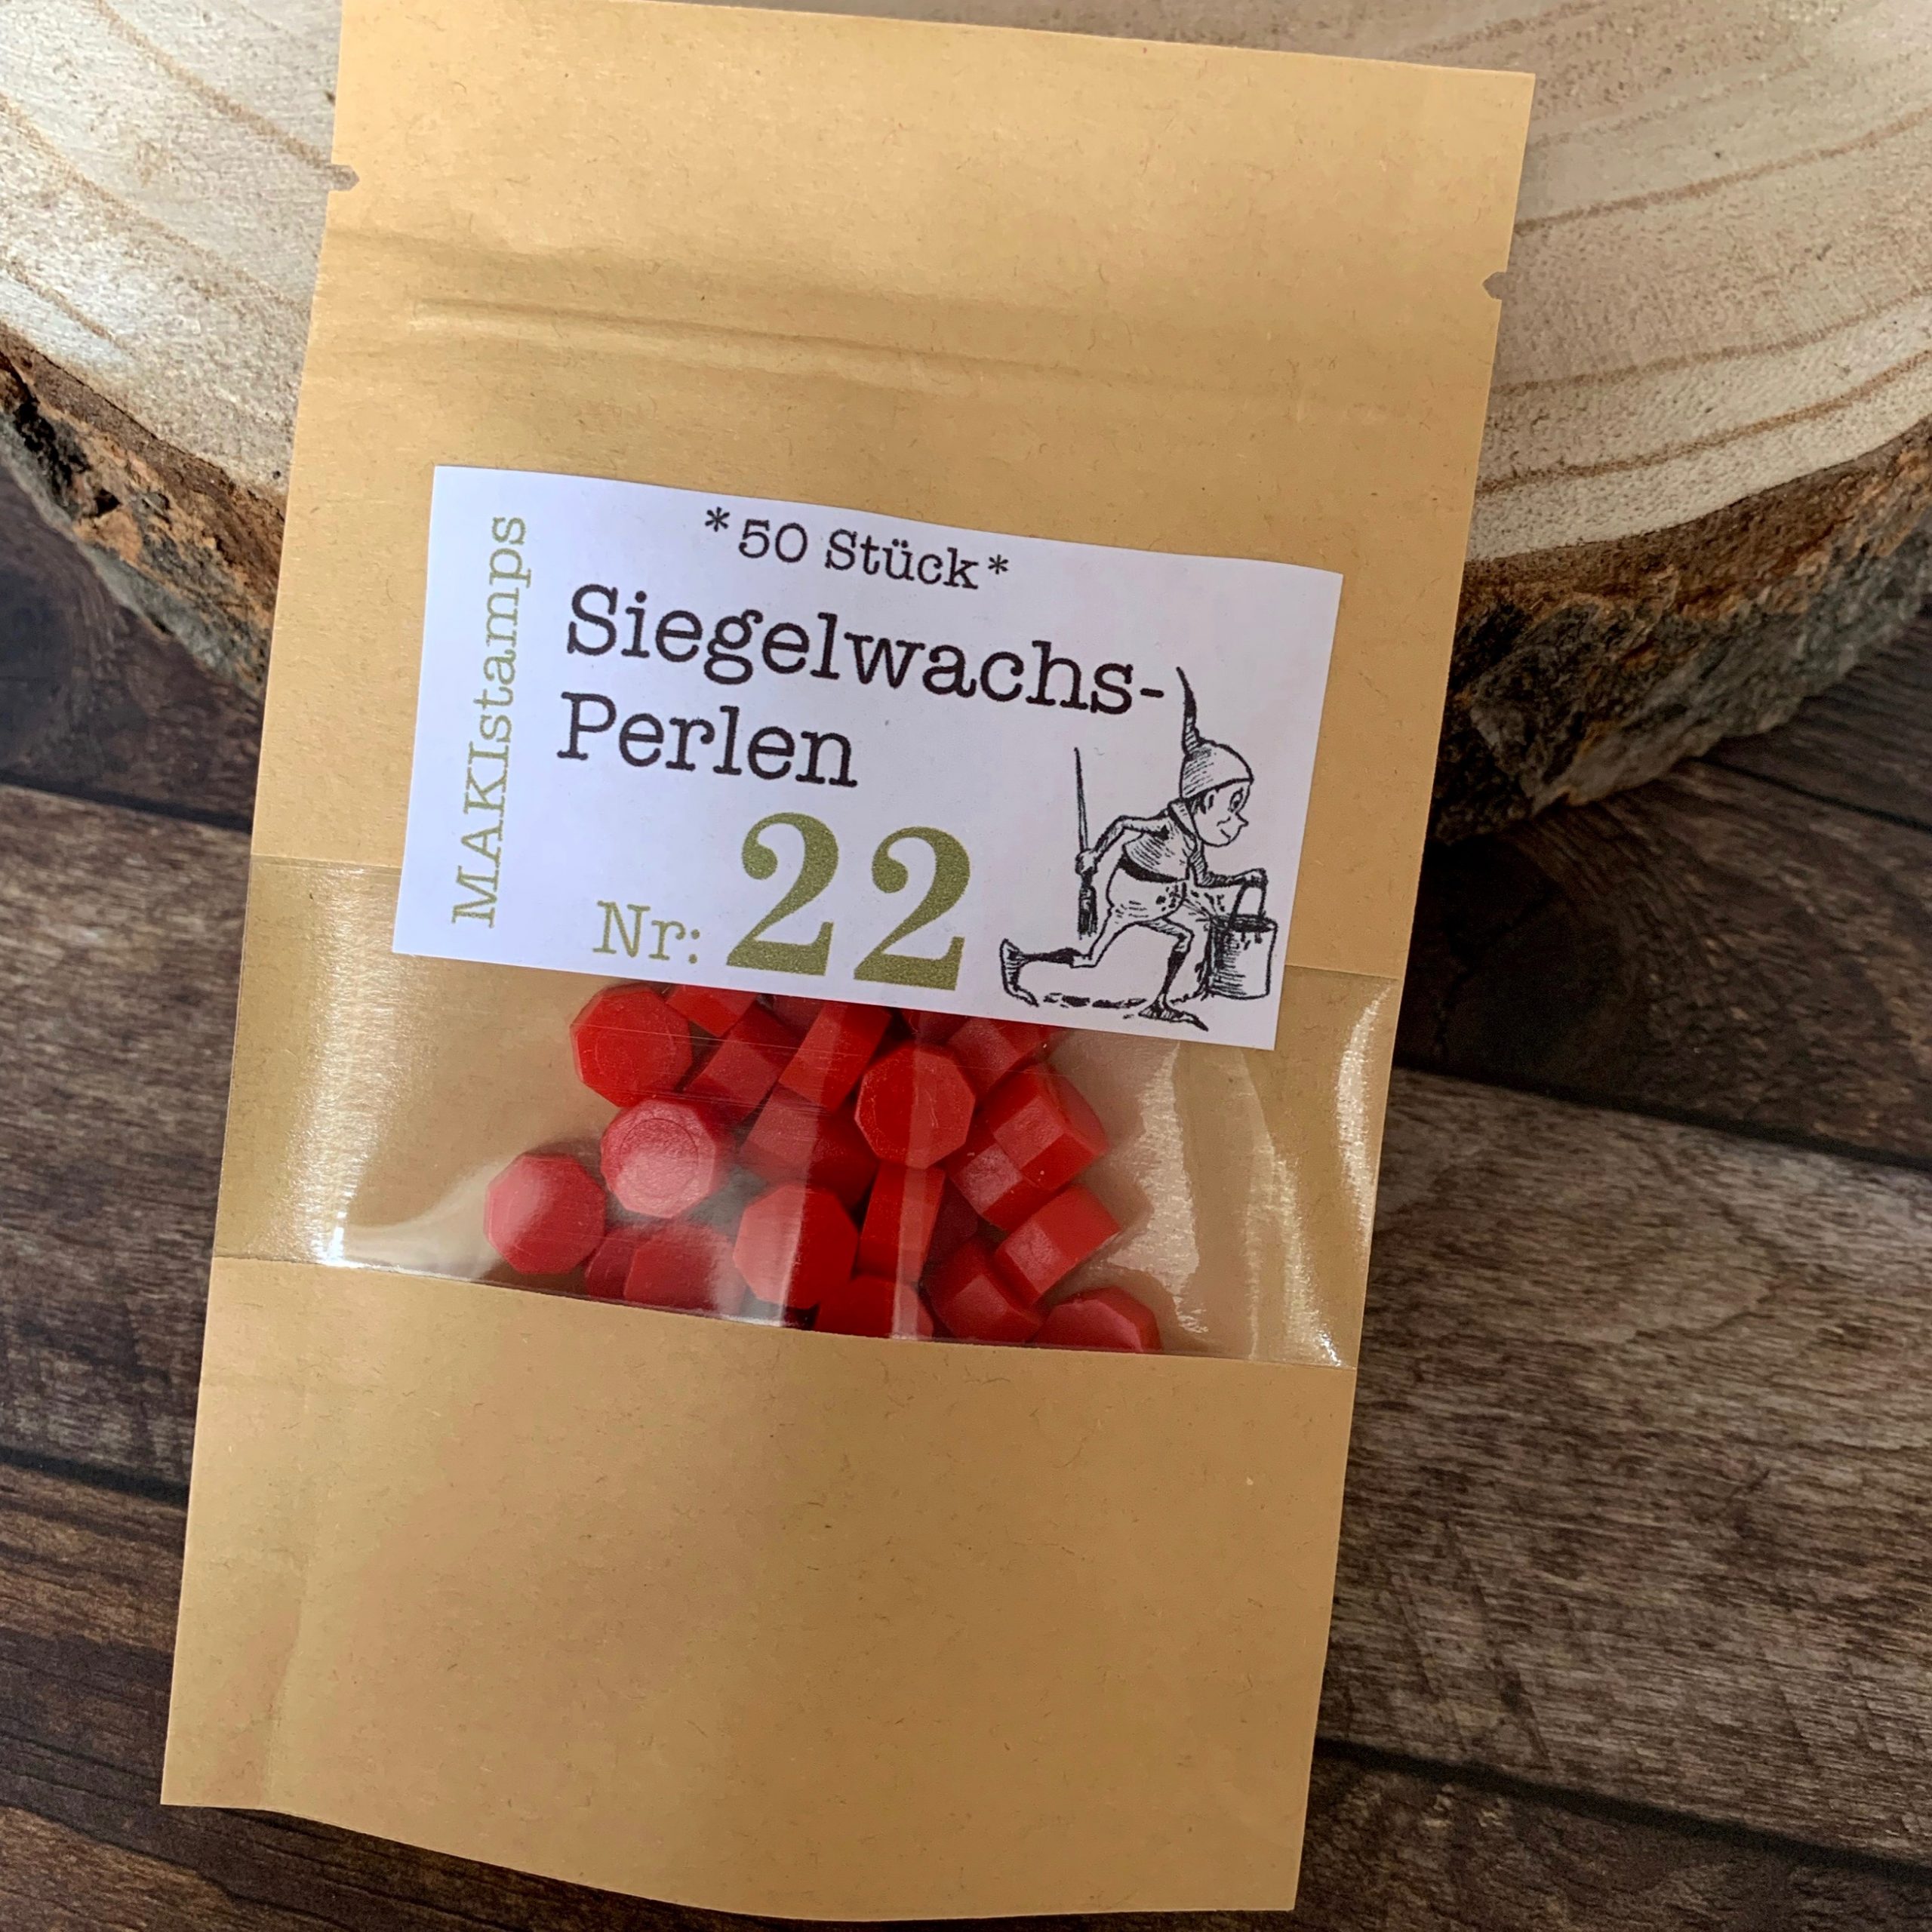 MAKIstamps
*50 Stück*
Siegelwachs-
Perlen
Nr: 22